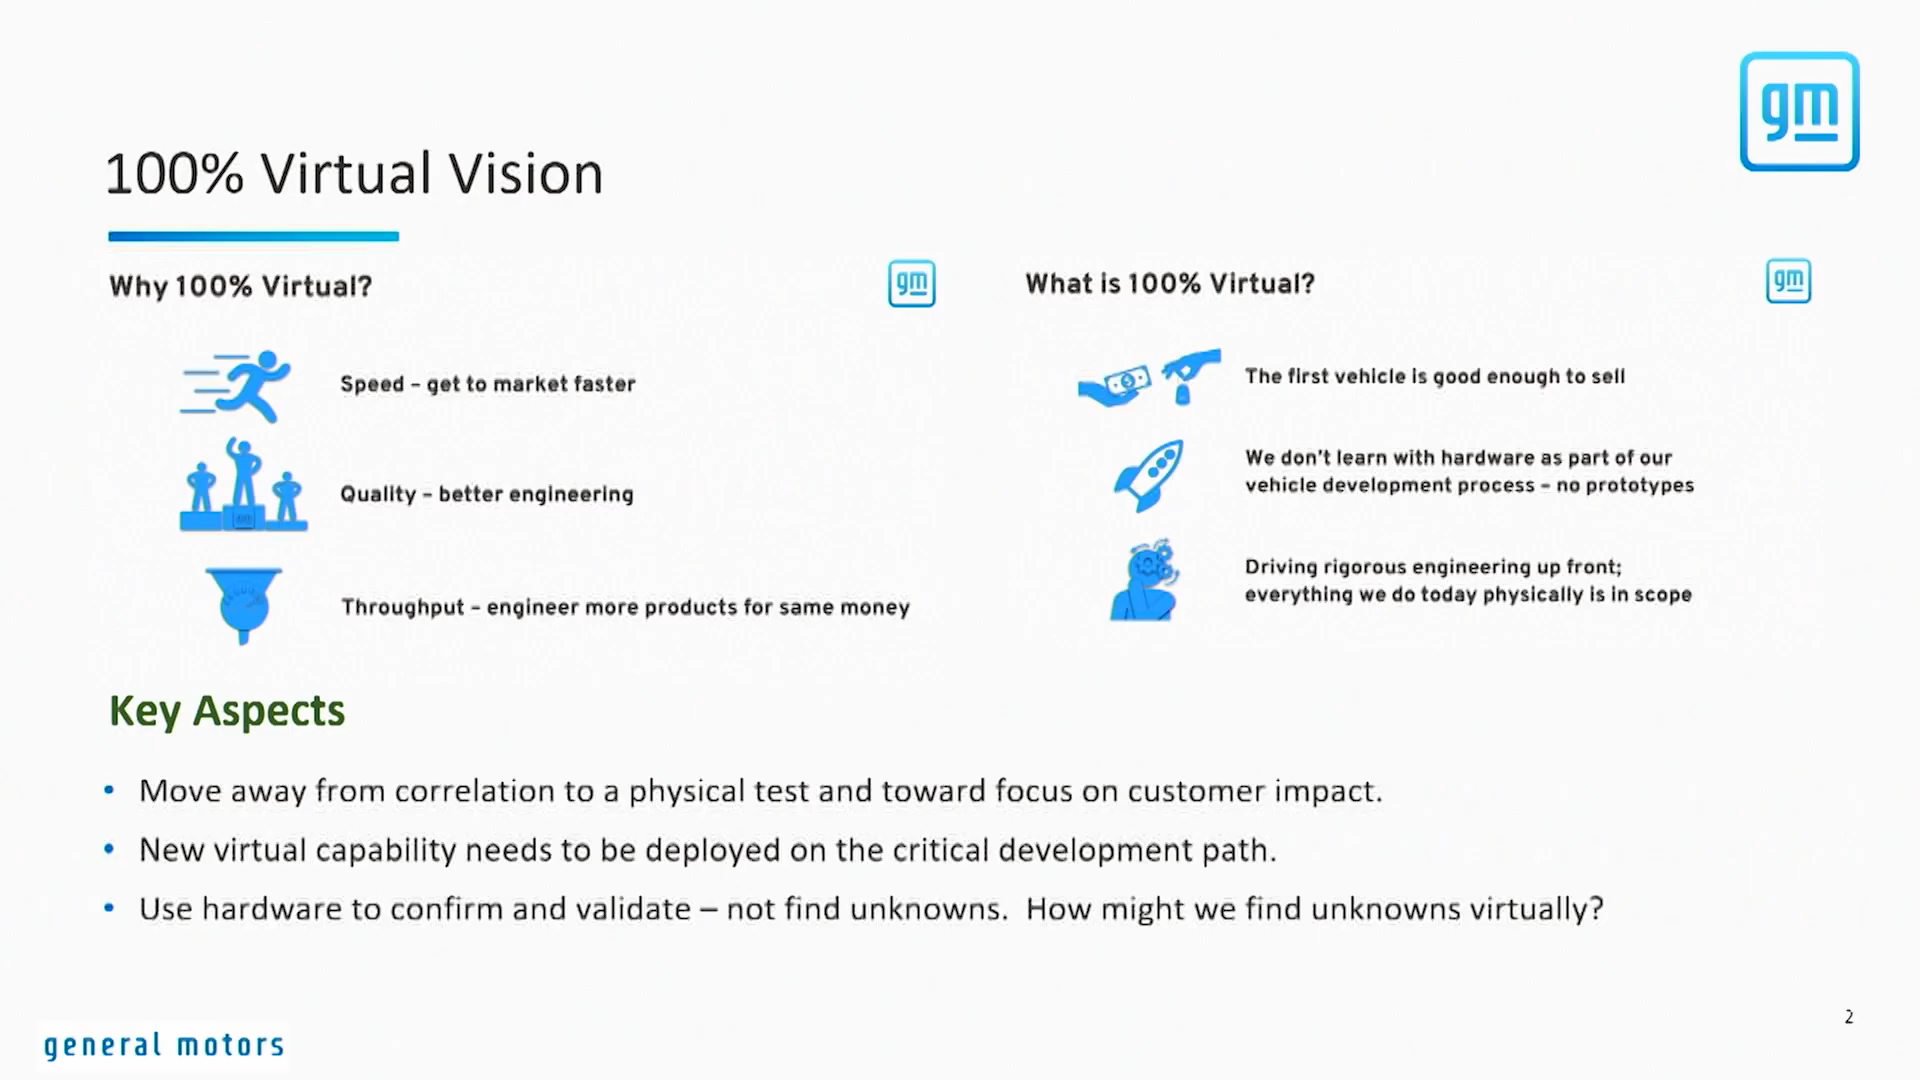 gm
100% Virtual Vision
Why 100% Virtual?
gm
Speed – get to market faster
Quality – better engineering
Throughput – engineer more products for same money
What is 100% Virtual?
gm
The first vehicle is good enough to sell
We don't learn with hardware as part of our
vehicle development process – no prototypes
Driving rigorous engineering up front;
everything we do today physically is in scope
Key Aspects
• Move away from correlation to a physical test and toward focus on customer impact.
• New virtual capability needs to be deployed on the critical development path.
• Use hardware to confirm and validate – not find unknowns. How might we find unknowns virtually?
2
general motors